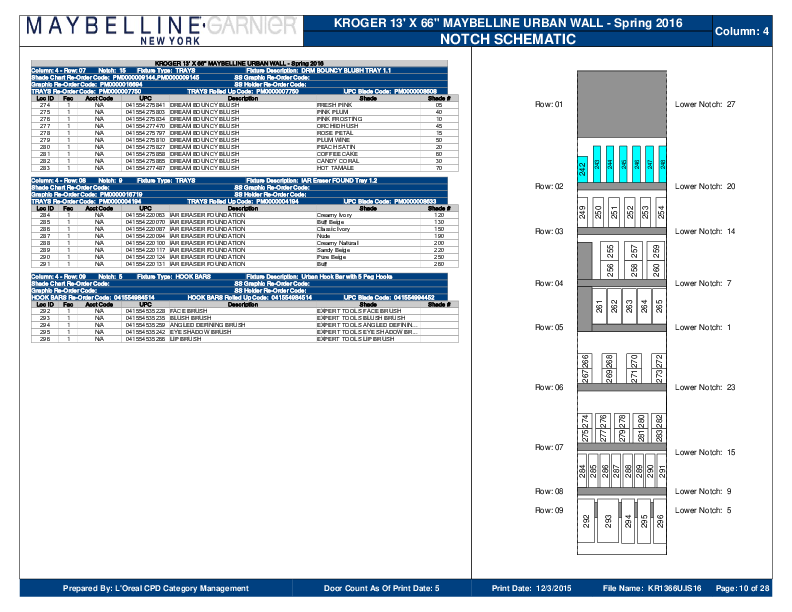 MAYBELLINE GARNIER
NEW YORK
KROGER 13' X 66" MAYBELLINE URBAN WALL - Spring 2016
NOTCH SCHEMATIC
Column: 4
KROGER 13' X 66" MAYBELLINE URBAN WALL - Spring 2016
Column: 4 - Row: 07 Notch: 15 Fixture Type: TRAYS Fixture Description: DRM BOUNCY BLUSH TRAY 1.1
Shade Chart Re-Order Code: PM0000009144,PM0000009145 SS Graphic Re-Order Code:
Graphic Re-Order Code: PM0000016694 SS Holder Re-Order Code:
TRAYS Re-Order Code: PM0000007750 TRAYS Rolled Up Code: PM0000007750 UPC Blade Code: PM0000008608
Loc ID Fac Acct Code UPC Description Shade Shade #
274 1 N/A 041554275841 DREAM BOUNCY BLUSH FRESH PINK 05
275 1 N/A 041554275803 DREAM BOUNCY BLUSH PINK PLUM 40
276 1 N/A 041554275834 DREAM BOUNCY BLUSH PINK FROSTING 10
277 1 N/A 041554276470 DREAM BOUNCY BLUSH ORCHID HUSH 45
278 1 N/A 041554275797 DREAM BOUNCY BLUSH ROSE PETAL 15
279 1 N/A 041554275810 DREAM BOUNCY BLUSH PLUM WINE 50
280 1 N/A 041554275827 DREAM BOUNCY BLUSH PEACH SATIN 20
281 1 N/A 041554275858 DREAM BOUNCY BLUSH COFFEE CAKE 60
282 1 N/A 041554275865 DREAM BOUNCY BLUSH CANDY CORAL 30
283 1 N/A 041554277487 DREAM BOUNCY BLUSH HOT TAMALE 70
Column: 4 - Row: 08 Notch: 9 Fixture Type: TRAYS Fixture Description: IAR Eraser FOUND Tray 1.2
Shade Chart Re-Order Code: SS Graphic Re-Order Code:
Graphic Re-Order Code: PM0000016719 SS Holder Re-Order Code:
TRAYS Re-Order Code: PM0000004194 TRAYS Rolled Up Code: PM0000004194 UPC Blade Code: PM0000008633
Loc ID Fac Acct Code UPC Description Shade Shade #
284 1 N/A 041554220063 IAR ERASER FOUNDATION Creamy Ivory 120
285 1 N/A 041554220070 IAR ERASER FOUNDATION Buff Beige 130
286 1 N/A 041554220087 IAR ERASER FOUNDATION Classic Ivory 150
287 1 N/A 041554220094 IAR ERASER FOUNDATION Nude 190
288 1 N/A 041554220100 IAR ERASER FOUNDATION Creamy Natural 200
289 1 N/A 041554220117 IAR ERASER FOUNDATION Sandy Beige 220
290 1 N/A 041554220124 IAR ERASER FOUNDATION Pure Beige 250
291 1 N/A 041554220131 IAR ERASER FOUNDATION Buff 260
Column: 4 - Row: 09 Notch: 5 Fixture Type: HOOK BARS Fixture Description: Urban Hook Bar with 5 Peg Hooks
Shade Chart Re-Order Code: SS Graphic Re-Order Code:
Graphic Re-Order Code: SS Holder Re-Order Code:
HOOK BARS Re-Order Code: 041554984514 HOOK BARS Rolled Up Code: 041554984514 UPC Blade Code: 041554994452
Loc ID Fac Acct Code UPC Description Shade Shade #
292 1 N/A 041554535228 FACE BRUSH EXPERT TOOLS FACE BRUSH
293 1 N/A 041554535235 BLUSH BRUSH EXPERT TOOLS BLUSH BRUSH
294 1 N/A 041554535259 ANGLED DEFINING BRUSH EXPERT TOOLS ANGLED DEFININ...
295 1 N/A 041554535242 EYE SHADOW BRUSH EXPERT TOOLS EYE SHADOW BR...
296 1 N/A 041554535266 LIP BRUSH EXPERT TOOLS LIP BRUSH
Row: 01 Lower Notch: 27
242 243 244 245 246 247 248
Row: 02 Lower Notch: 20
249 250 251 252 253 254
Row: 03 Lower Notch: 14
255 257 259
256 258 260
Row: 04 Lower Notch: 7
261 262 263 264 265
Row: 05 Lower Notch: 1
266 268 270 272
267 269 271 273
Row: 06 Lower Notch: 23
274 276 278 280 282
275 277 279 281 283
Row: 07 Lower Notch: 15
284 285 286 287 288 289 290 291
Row: 08 Lower Notch: 9
Row: 09 Lower Notch: 5
292 293 294 295 296
Prepared By: L'Oreal CPD Category Management Door Count As Of Print Date: 5 Print Date: 12/3/2015 File Name: KR1366UJS16 Page: 10 of 28